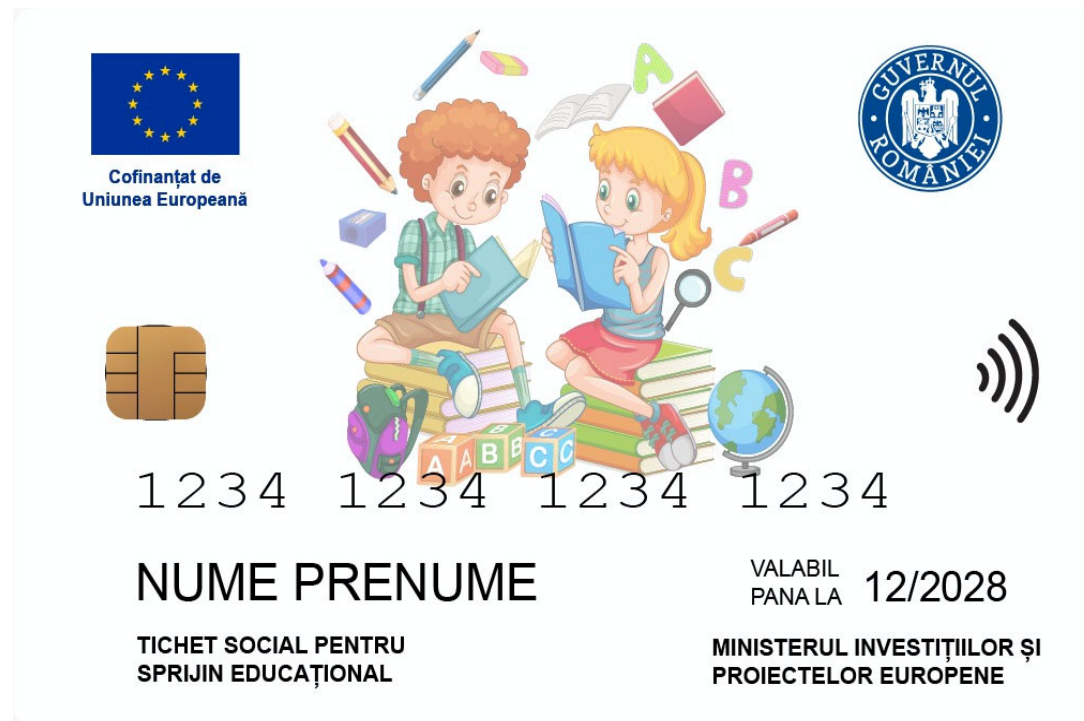 Cofinanțat de
Uniunea Europeană
GUVERNUL ROMÂNIEI
A
B
C
A A B B C C
1234 1234 1234 1234
NUME PRENUME
VALABIL
PANA LA 12/2028
TICHET SOCIAL PENTRU
SPRIJIN EDUCAȚIONAL
MINISTERUL INVESTIȚIILOR ȘI
PROIECTELOR EUROPENE